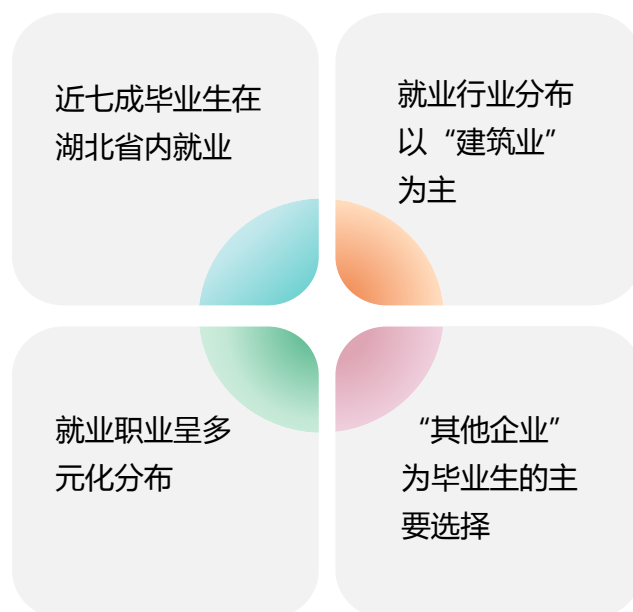 近七成毕业生在
湖北省内就业
就业行业分布
以“建筑业”
为主
就业职业呈多
元化分布
“其他企业”
为毕业生的主
要选择